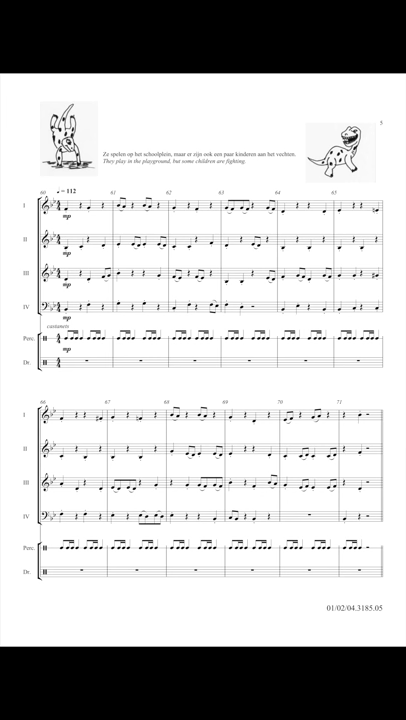 5
Ze spelen op het schoolplein, maar er zijn ook een paar kinderen aan het vechten.
They play in the playground, but some children are fighting.
60 ♩ = 112 61 62 63 64 65
I
mp
II
mp
III
mp
IV
mp
castanets
Perc.
mp
Dr.
66 67 68 69 70 71
I
II
III
IV
Perc.
Dr.
01/02/04.3185.05